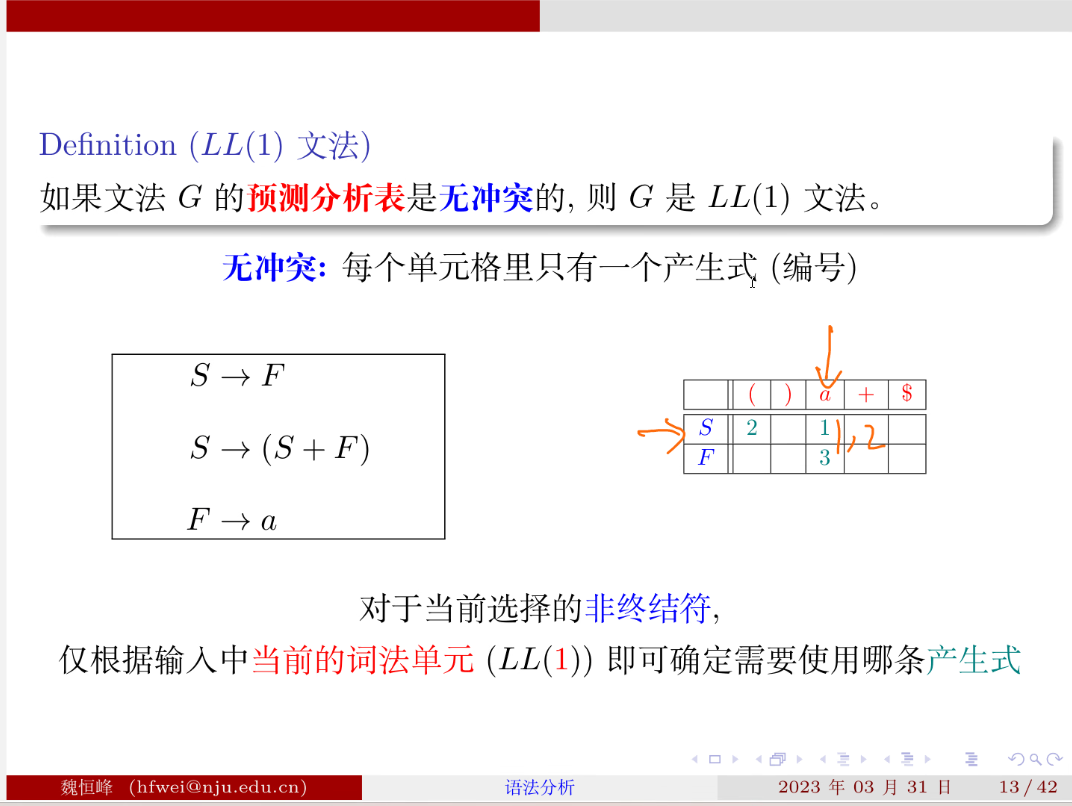 Definition (LL(1) 文法)
如果文法 G 的预测分析表是无冲突的, 则 G 是 LL(1) 文法。
无冲突: 每个单元格里只有一个产生式 (编号)
S → F
S → (S + F)
F → a
( ) a + $
S 2 1 1,2
F 3
对于当前选择的非终结符,
仅根据输入中当前的词法单元 (LL(1)) 即可确定需要使用哪条产生式
魏恒峰 (hfwei@nju.edu.cn) 语法分析 2023 年 03 月 31 日 13 / 42